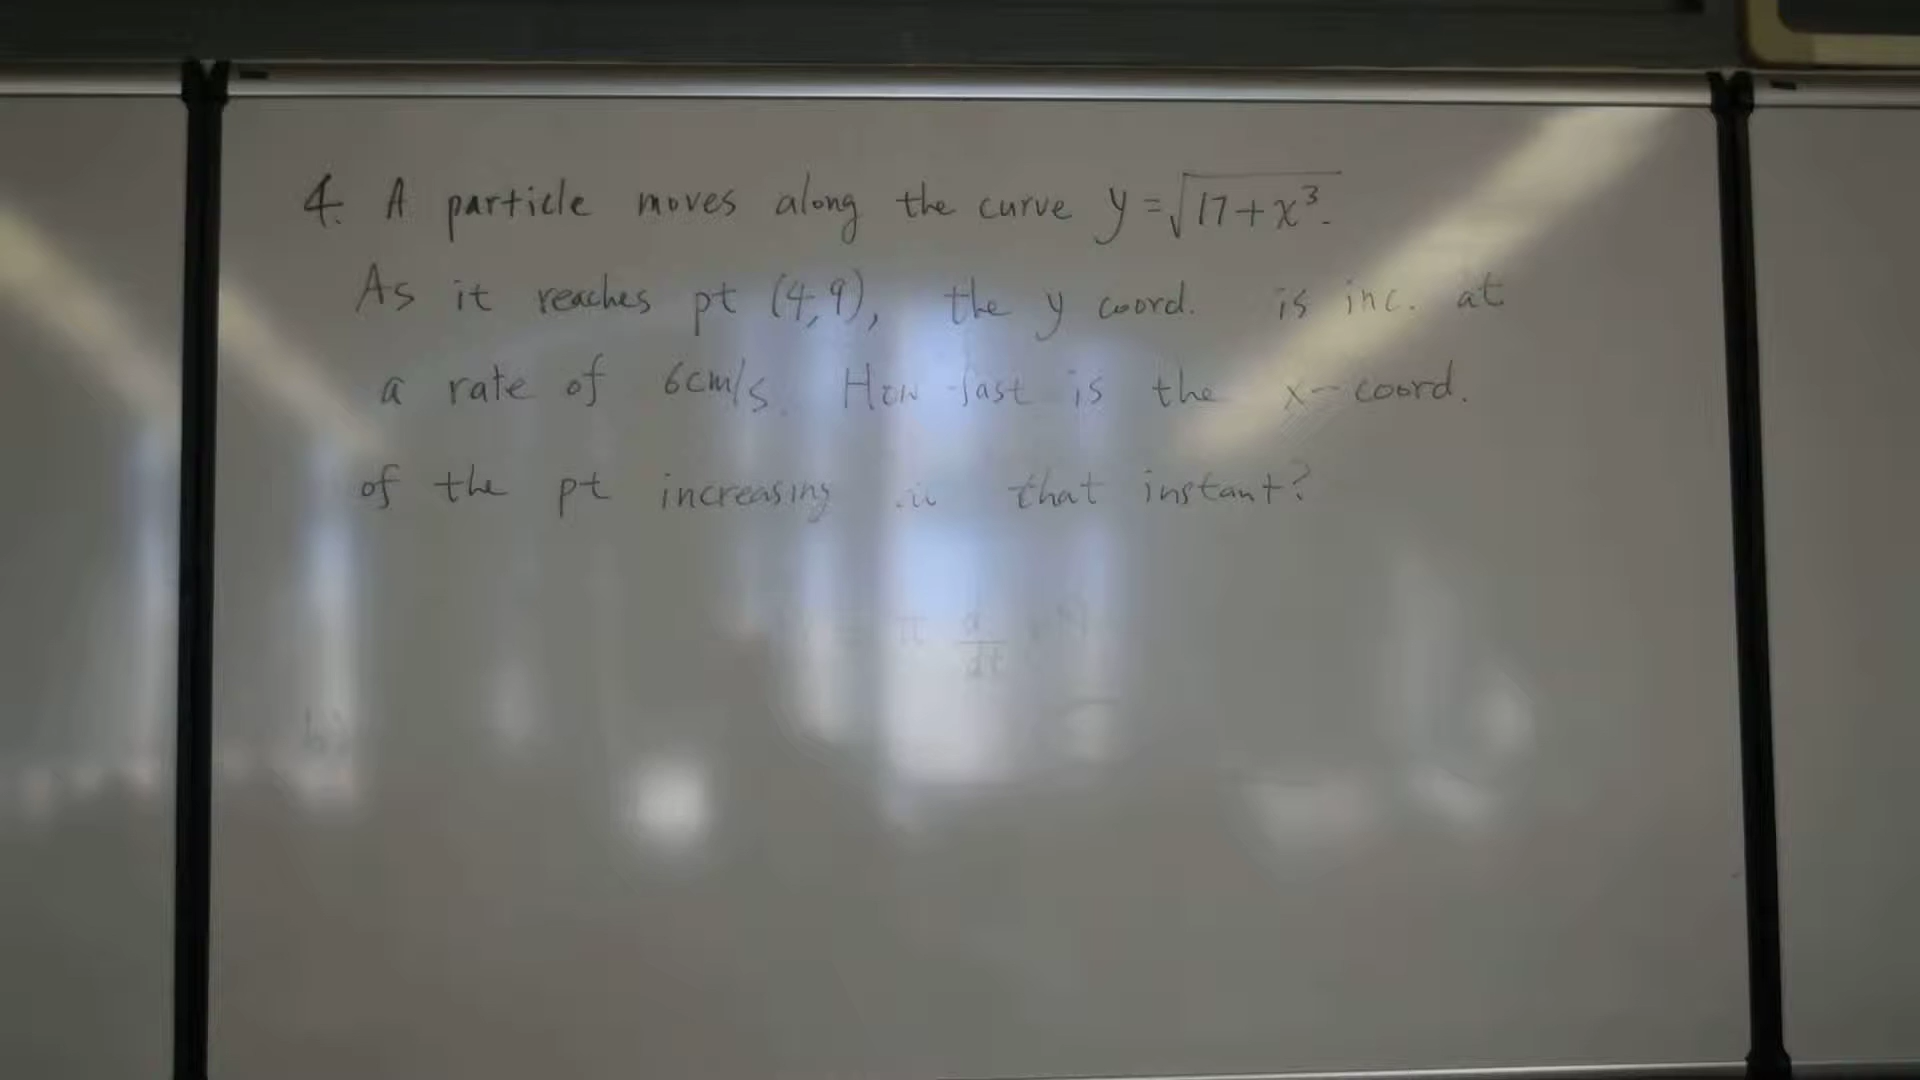 4. A particle moves along the curve y = √(17+x³).
As it reaches pt (4,9), the y coord. is inc. at
a rate of 6cm/s. How fast is the x-coord.
of the pt increasing that instant?